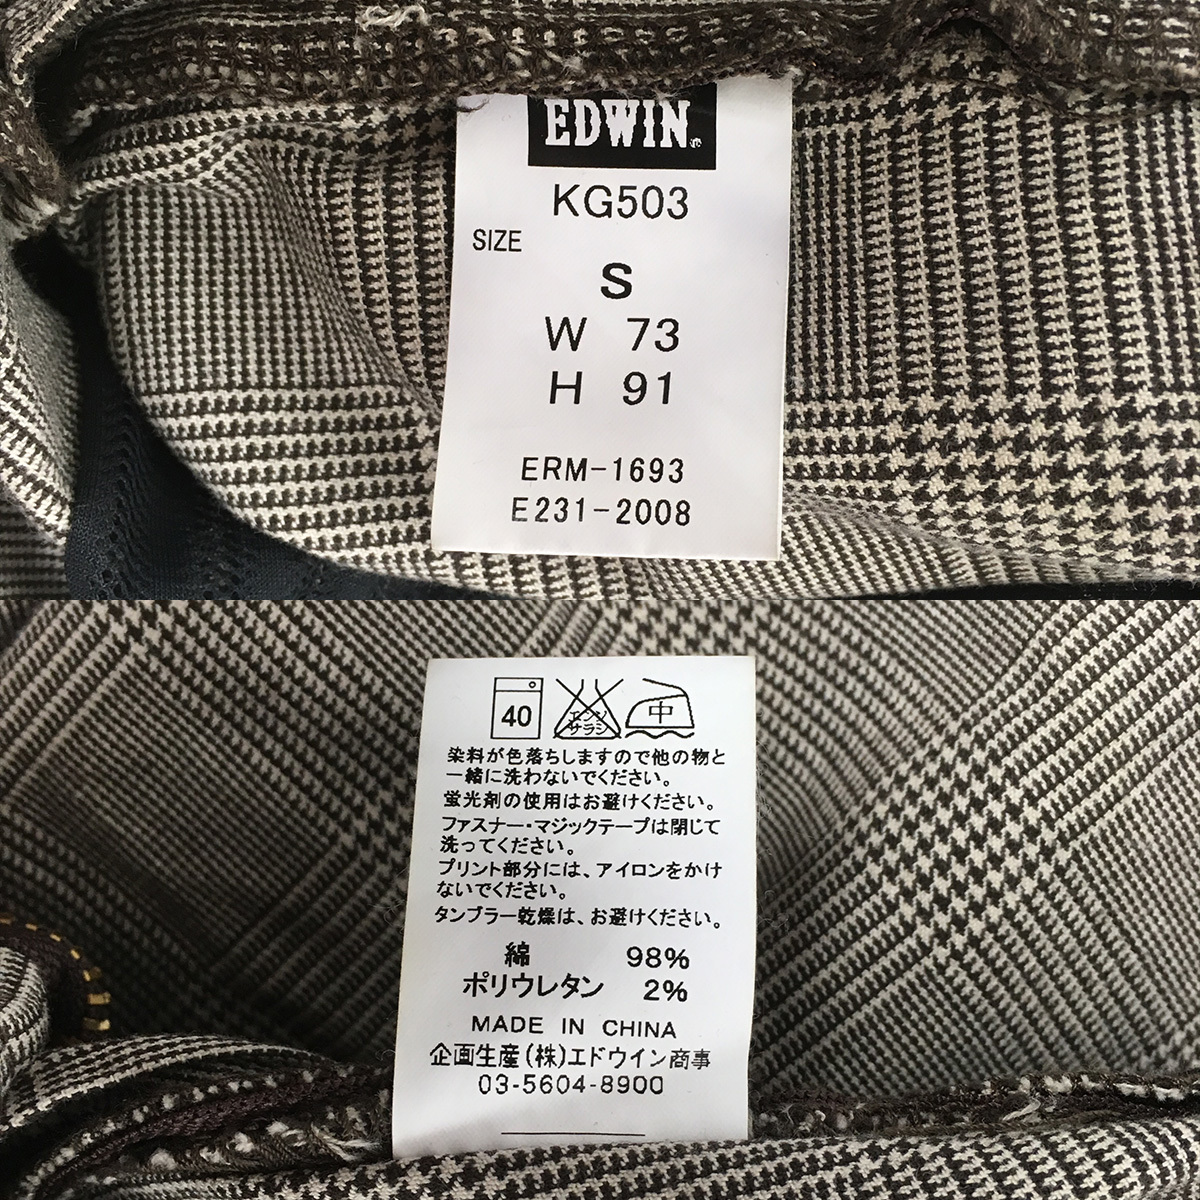 EDWIN
KG503
SIZE
S
W 73
H 91
ERM-1693
E231-2008
40
エンソ
サラシ
中
染料が色落ちしますので他の物と
一緒に洗わないでください。
蛍光剤の使用はお避けください。
ファスナー・マジックテープは閉じて
洗ってください。
プリント部分には、アイロンをかけ
ないでください。
タンブラー乾燥は、お避けください。
綿 98%
ポリウレタン 2%
MADE IN CHINA
企画生産(株)エドウイン商事
03-5604-8900